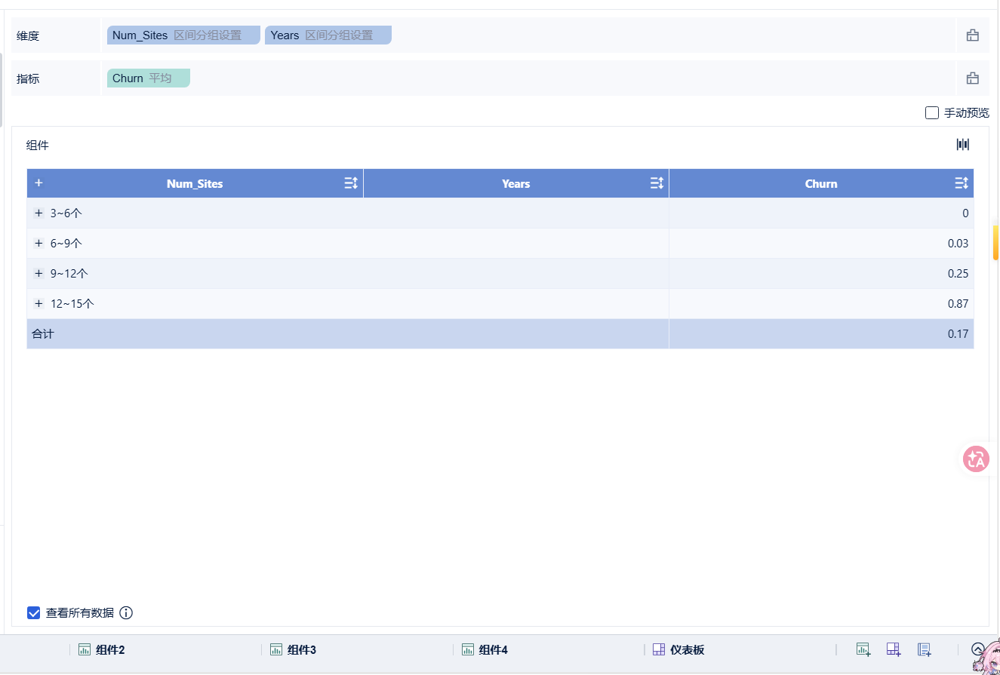 维度 Num_Sites 区间分组设置 Years 区间分组设置
指标 Churn 平均
手动预览
组件
+ Num_Sites Years Churn
+ 3~6个 0
+ 6~9个 0.03
+ 9~12个 0.25
+ 12~15个 0.87
合计 0.17
查看所有数据
组件2 组件3 组件4 仪表板